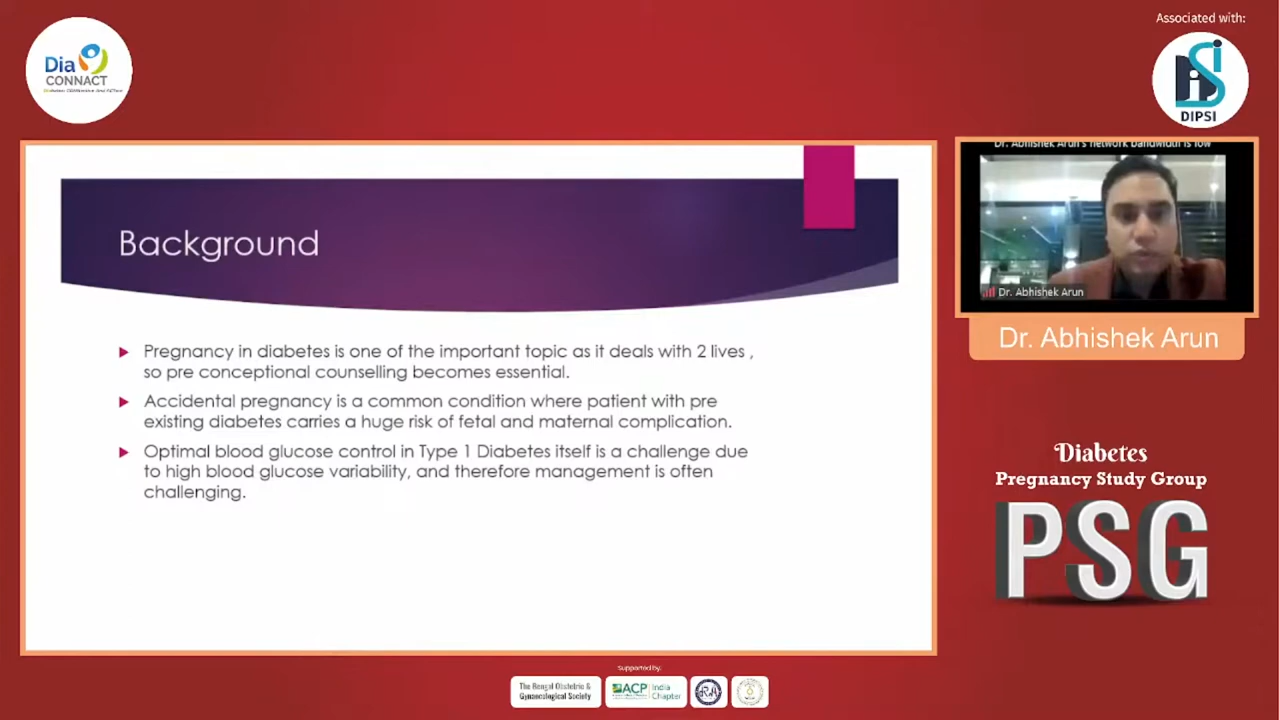 Associated with:
Dia
CONNACT
DIPSI
Dr. Abhishek Arun's network bandwidth is low
Dr. Abhishek Arun
Dr. Abhishek Arun
Background
Pregnancy in diabetes is one of the important topic as it deals with 2 lives ,
so pre conceptional counselling becomes essential.
Accidental pregnancy is a common condition where patient with pre
existing diabetes carries a huge risk of fetal and maternal complication.
Optimal blood glucose control in Type 1 Diabetes itself is a challenge due
to high blood glucose variability, and therefore management is often
challenging.
Diabetes
Pregnancy Study Group
PSG
Supported by:
The Bengal Obstetric &
Gynaecological Society
ACP
India
Chapter